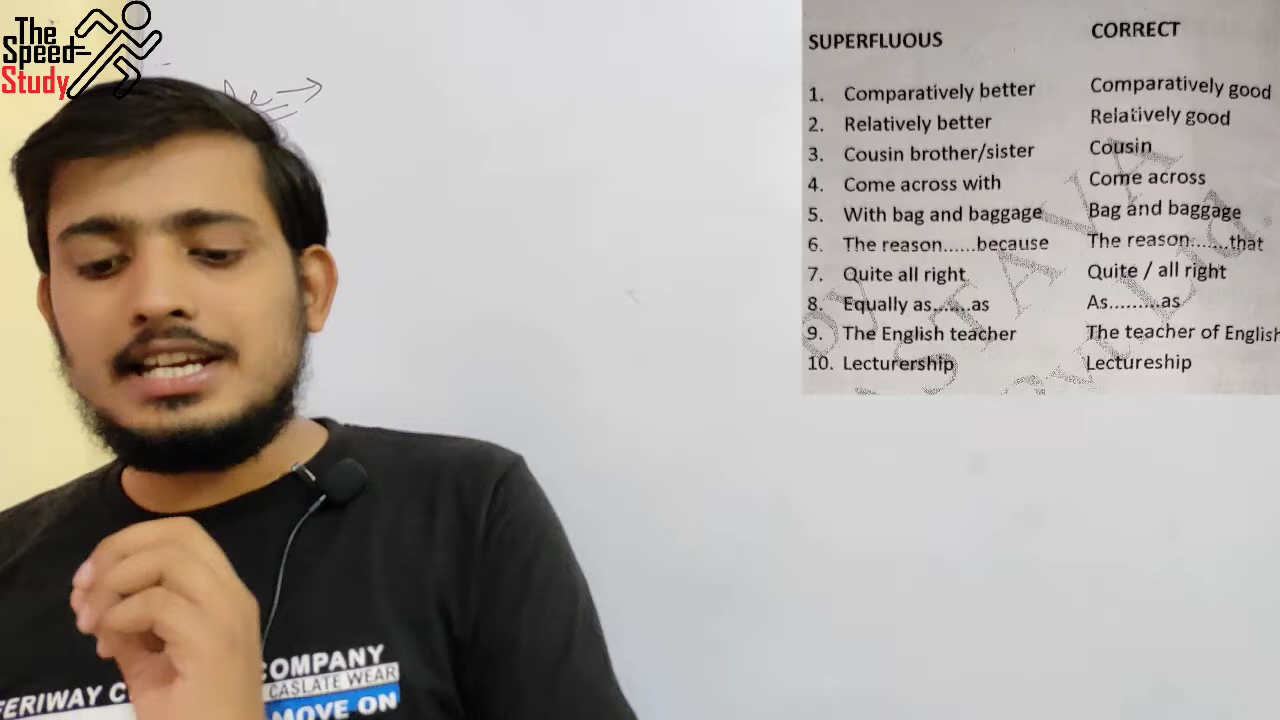 The
Speed
Study
SUPERFLUOUS CORRECT
1. Comparatively better Comparatively good
2. Relatively better Relatively good
3. Cousin brother/sister Cousin
4. Come across with Come across
5. With bag and baggage Bag and baggage
6. The reason......because The reason.......that
7. Quite all right Quite / all right
8. Equally as.......as As.........as
9. The English teacher The teacher of English
10. Lecturership Lectureship
COMPANY
CASLATE WEAR
FERIWAY C
MOVE ON